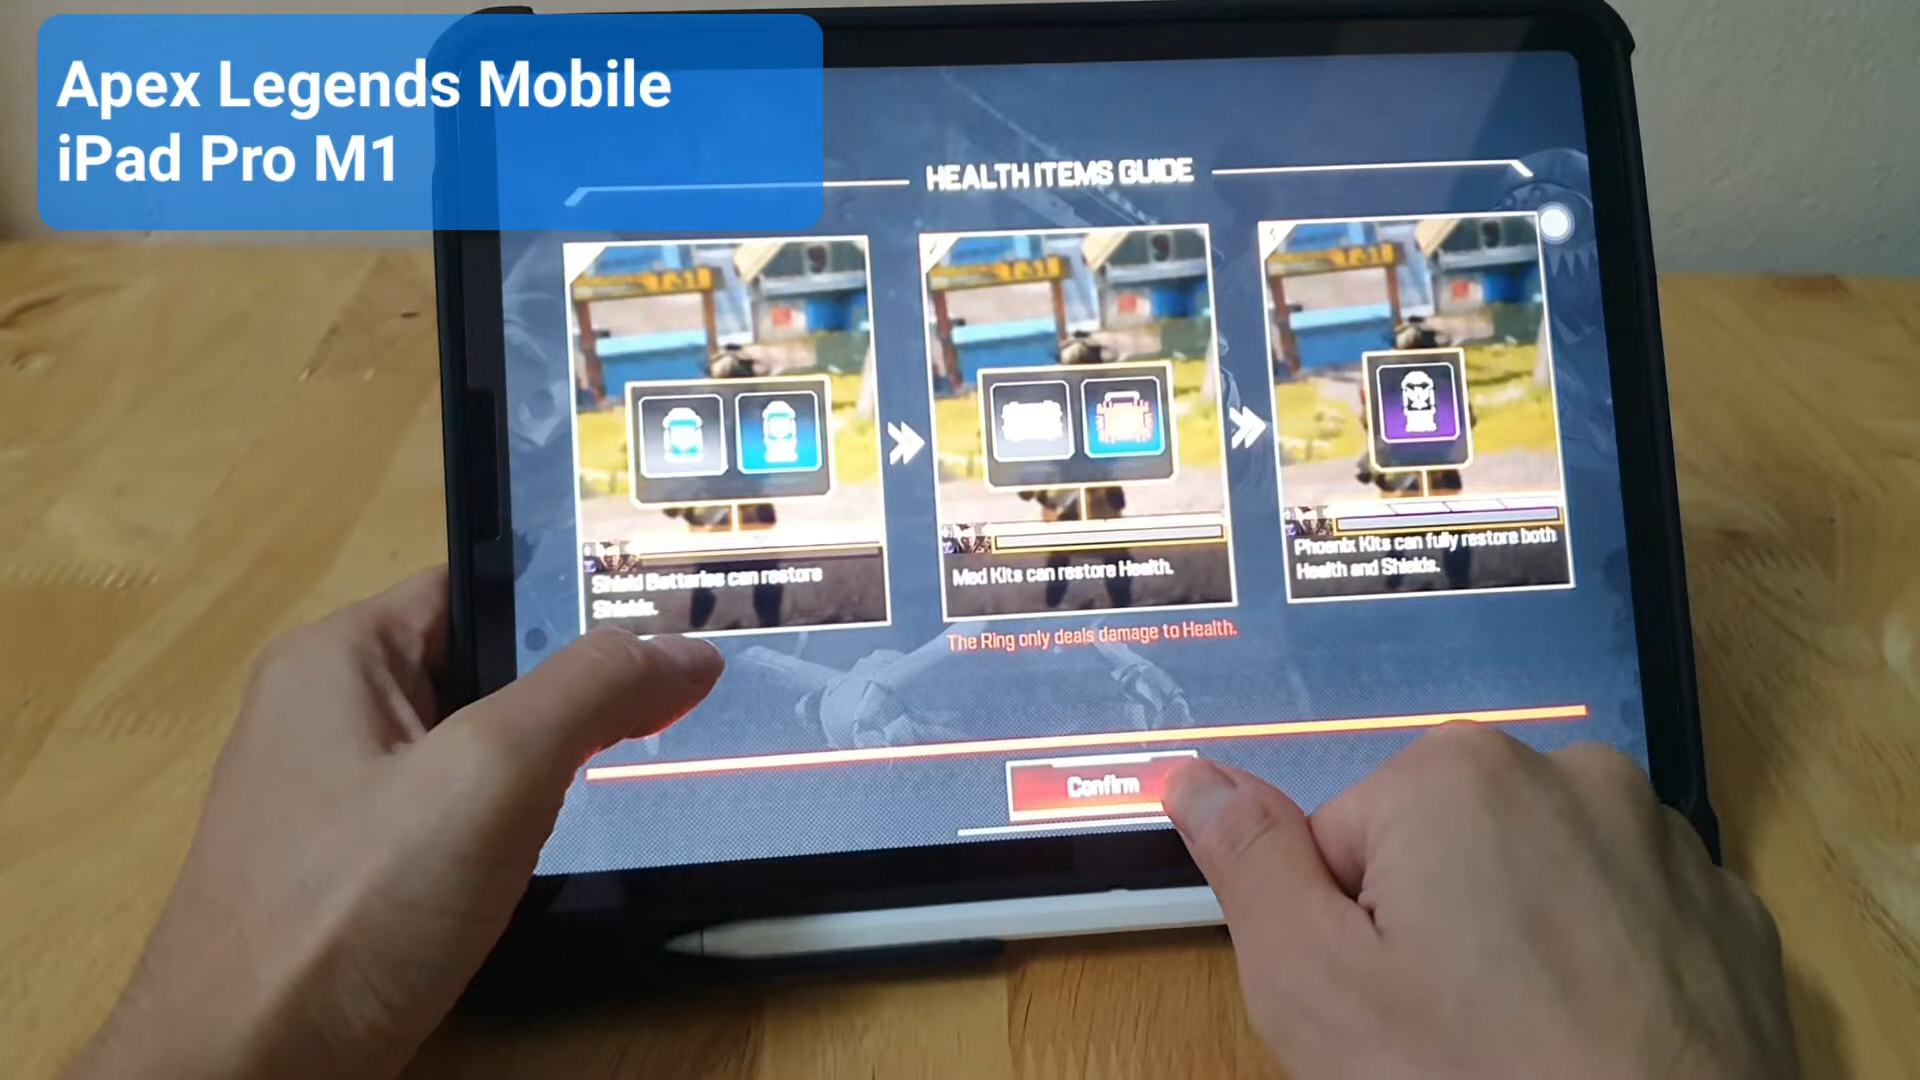 Apex Legends Mobile
iPad Pro M1
HEALTH ITEMS GUIDE
Shield Batteries can restore
Shields.
Med Kits can restore Health.
Phoenix Kits can fully restore both
Health and Shields.
The Ring only deals damage to Health.
Confirm